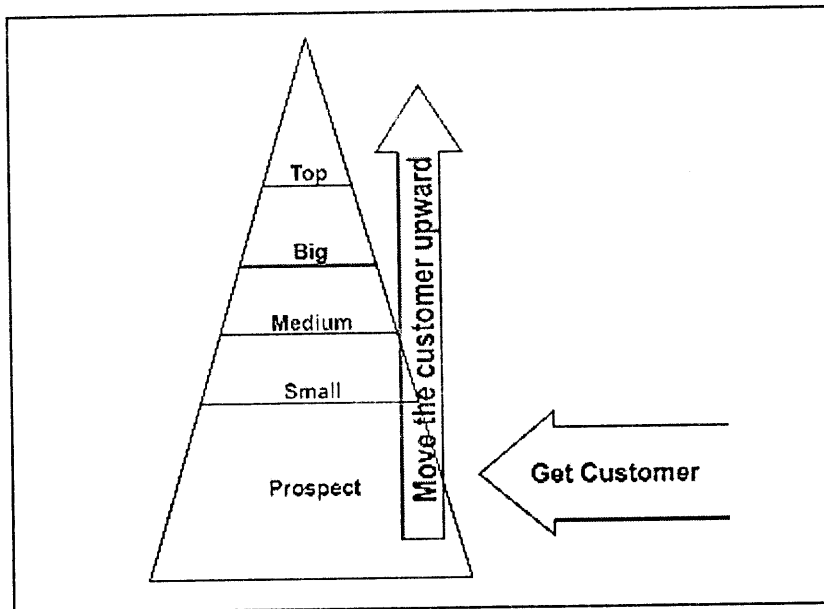 Top
Big
Medium
Small
Prospect
Move the customer upward
Get Customer